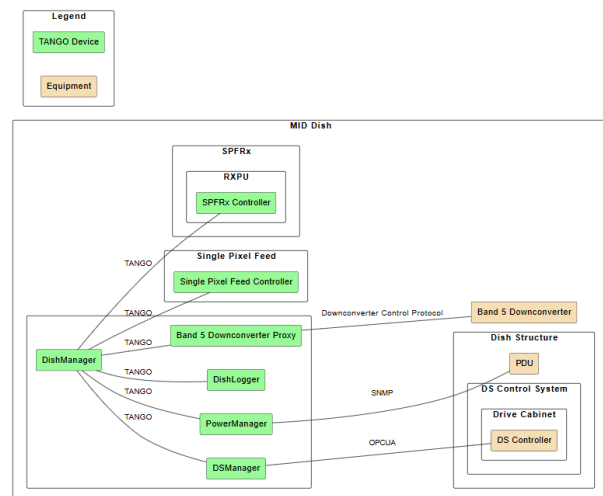 Legend
TANGO Device
Equipment
MID Dish
SPFRx
RXPU
SPFRx Controller
TANGO
Single Pixel Feed
Single Pixel Feed Controller
TANGO
Downconverter Control Protocol
Band 5 Downconverter
Band 5 Downconverter Proxy
TANGO
Dish Structure
DishManager
PDU
TANGO
DishLogger
DS Control System
TANGO
SNMP
Drive Cabinet
TANGO
PowerManager
DS Controller
OPCUA
DSManager